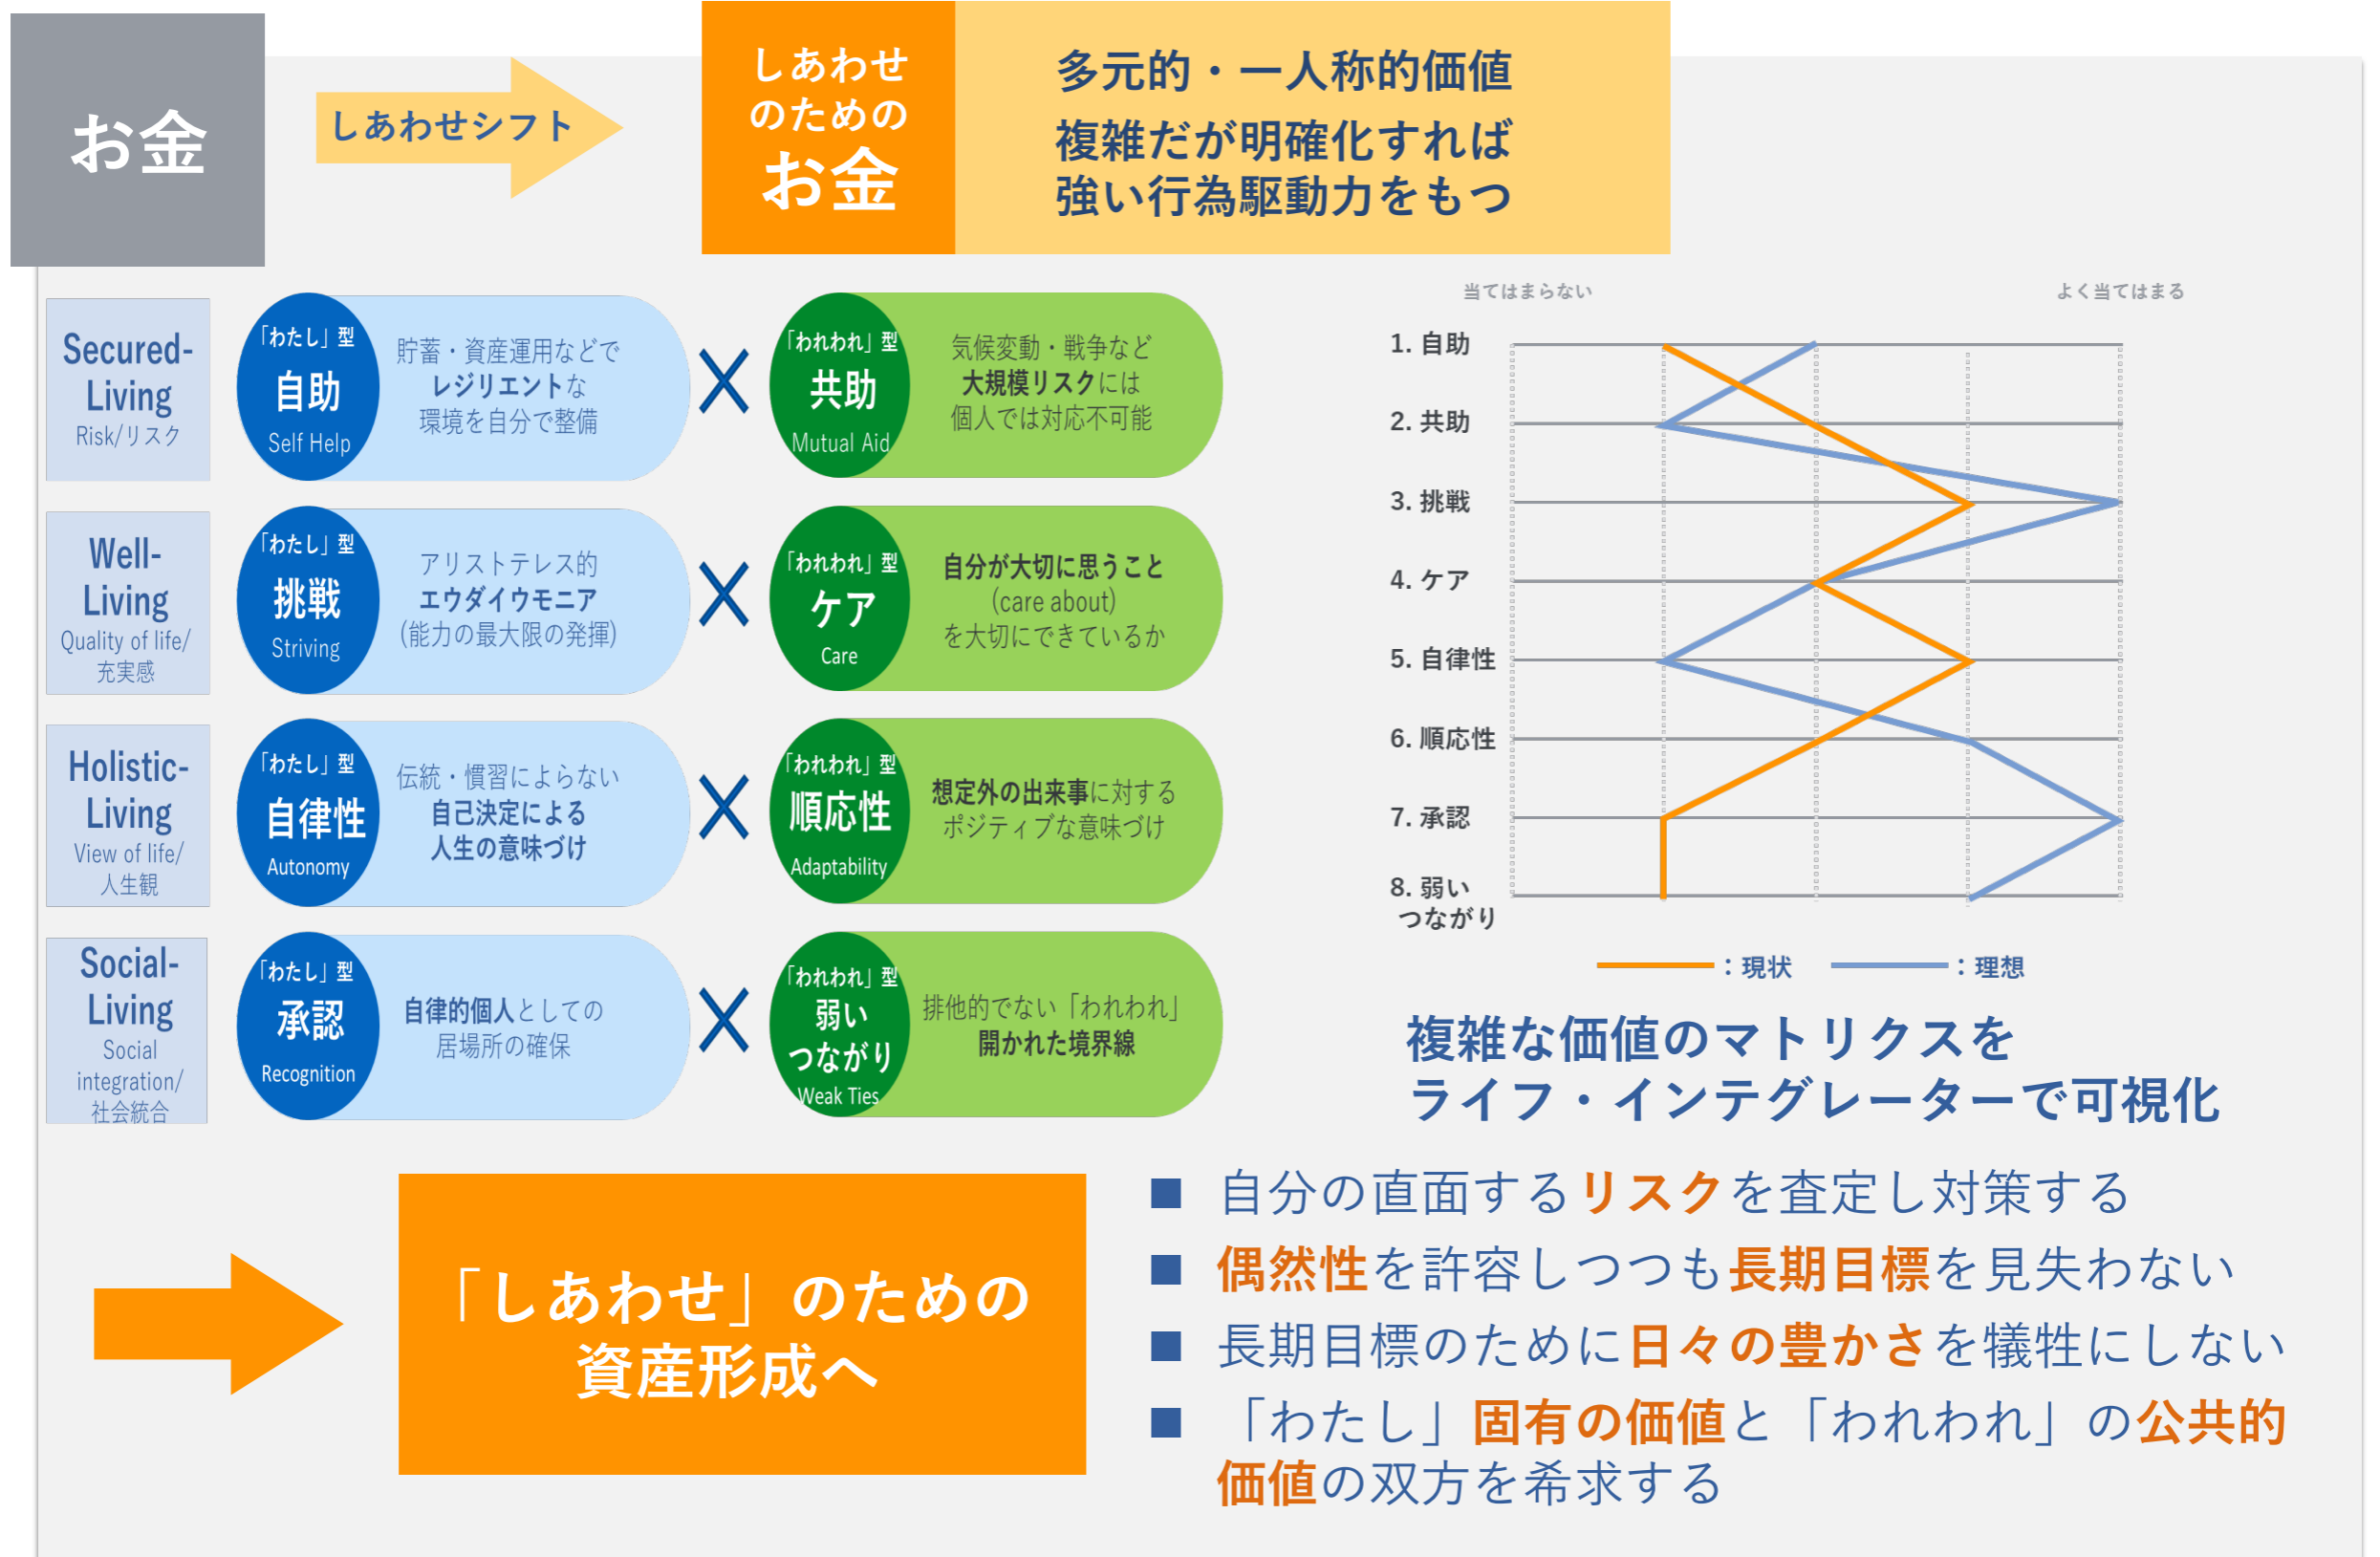 お金
しあわせシフト
しあわせ
のための
お金
多元的・一人称的価値
複雑だが明確化すれば
強い行為駆動力をもつ
Secured-
Living
Risk/リスク
「わたし」型
自助
Self Help
貯蓄・資産運用などで
レジリエントな
環境を自分で整備
「われわれ」型
共助
Mutual Aid
気候変動・戦争など
大規模リスクには
個人では対応不可能
Well-
Living
Quality of life/
充実感
「わたし」型
挑戦
Striving
アリストテレス的
エウダイウモニア
(能力の最大限の発揮)
「われわれ」型
ケア
Care
自分が大切に思うこと
(care about)
を大切にできているか
Holistic-
Living
View of life/
人生観
「わたし」型
自律性
Autonomy
伝統・慣習によらない
自己決定による
人生の意味づけ
「われわれ」型
順応性
Adaptability
想定外の出来事に対する
ポジティブな意味づけ
Social-
Living
Social
integration/
社会統合
「わたし」型
承認
Recognition
自律的個人としての
居場所の確保
「われわれ」型
弱い
つながり
Weak Ties
排他的でない「われわれ」
開かれた境界線
当てはまらない
よく当てはまる
1. 自助
2. 共助
3. 挑戦
4. ケア
5. 自律性
6. 順応性
7. 承認
8. 弱い
つながり
：現状
：理想
複雑な価値のマトリクスを
ライフ・インテグレーターで可視化
「しあわせ」のための
資産形成へ
■ 自分の直面するリスクを査定し対策する
■ 偶然性を許容しつつも長期目標を見失わない
■ 長期目標のために日々の豊かさを犠牲にしない
■ 「わたし」固有の価値と「われわれ」の公共的
価値の双方を希求する